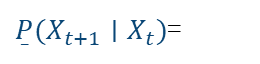 P(X_{t+1} | X_t)=